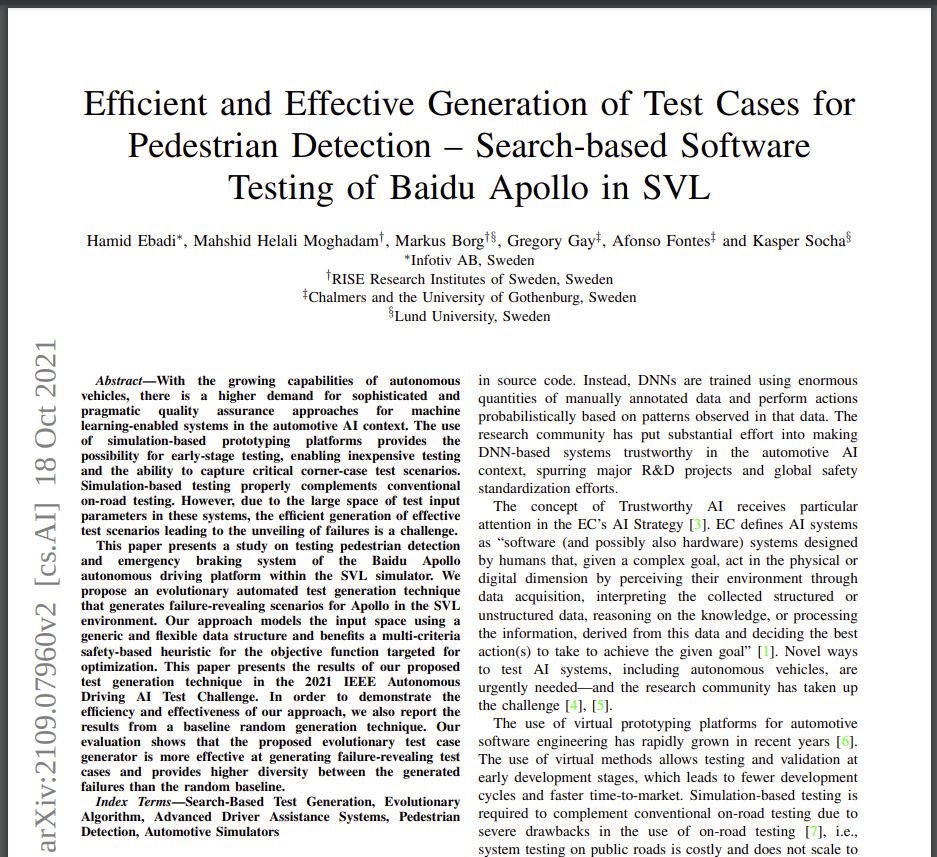 Efficient and Effective Generation of Test Cases for
Pedestrian Detection – Search-based Software
Testing of Baidu Apollo in SVL
Hamid Ebadi*, Mahshid Helali Moghadam†, Markus Borg†§, Gregory Gay‡, Afonso Fontes‡ and Kasper Socha§
*Infotiv AB, Sweden
†RISE Research Institutes of Sweden, Sweden
‡Chalmers and the University of Gothenburg, Sweden
§Lund University, Sweden
arXiv:2109.07960v2 [cs.AI] 18 Oct 2021
Abstract—With the growing capabilities of autonomous
vehicles, there is a higher demand for sophisticated and
pragmatic quality assurance approaches for machine
learning-enabled systems in the automotive AI context. The use
of simulation-based prototyping platforms provides the
possibility for early-stage testing, enabling inexpensive testing
and the ability to capture critical corner-case test scenarios.
Simulation-based testing properly complements conventional
on-road testing. However, due to the large space of test input
parameters in these systems, the efficient generation of effective
test scenarios leading to the unveiling of failures is a challenge.
This paper presents a study on testing pedestrian detection
and emergency braking system of the Baidu Apollo
autonomous driving platform within the SVL simulator. We
propose an evolutionary automated test generation technique
that generates failure-revealing scenarios for Apollo in the SVL
environment. Our approach models the input space using a
generic and flexible data structure and benefits a multi-criteria
safety-based heuristic for the objective function targeted for
optimization. This paper presents the results of our proposed
test generation technique in the 2021 IEEE Autonomous
Driving AI Test Challenge. In order to demonstrate the
efficiency and effectiveness of our approach, we also report the
results from a baseline random generation technique. Our
evaluation shows that the proposed evolutionary test case
generator is more effective at generating failure-revealing test
cases and provides higher diversity between the generated
failures than the random baseline.
Index Terms—Search-Based Test Generation, Evolutionary
Algorithm, Advanced Driver Assistance Systems, Pedestrian
Detection, Automotive Simulators
in source code. Instead, DNNs are trained using enormous
quantities of manually annotated data and perform actions
probabilistically based on patterns observed in that data. The
research community has put substantial effort into making
DNN-based systems trustworthy in the automotive AI
context, spurring major R&D projects and global safety
standardization efforts.
The concept of Trustworthy AI receives particular
attention in the EC's AI Strategy [3]. EC defines AI systems
as “software (and possibly also hardware) systems designed
by humans that, given a complex goal, act in the physical or
digital dimension by perceiving their environment through
data acquisition, interpreting the collected structured or
unstructured data, reasoning on the knowledge, or processing
the information, derived from this data and deciding the best
action(s) to take to achieve the given goal” [1]. Novel ways
to test AI systems, including autonomous vehicles, are
urgently needed—and the research community has taken up
the challenge [4], [5].
The use of virtual prototyping platforms for automotive
software engineering has rapidly grown in recent years [6].
The use of virtual methods allows testing and validation at
early development stages, which leads to fewer development
cycles and faster time-to-market. Simulation-based testing is
required to complement conventional on-road testing due to
severe drawbacks in the use of on-road testing [7], i.e.,
system testing on public roads is costly and does not scale to